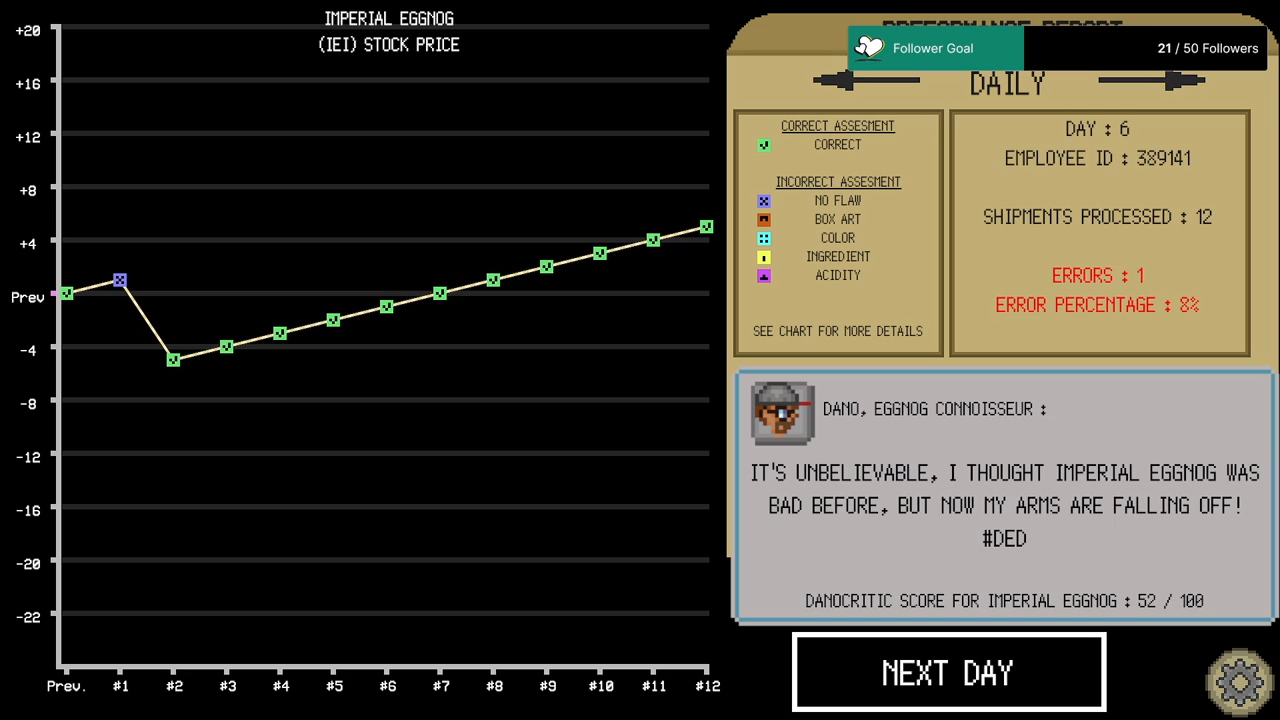 IMPERIAL EGGNOG
(IEI) STOCK PRICE
+20
+16
+12
+8
+4
Prev
-4
-8
-12
-16
-20
-22
Prev.
#1
#2
#3
#4
#5
#6
#7
#8
#9
#10
#11
#12
PREFORMANCE REPORT
Follower Goal
21 / 50 Followers
DAILY
CORRECT ASSESMENT
CORRECT
INCORRECT ASSESMENT
NO FLAW
BOX ART
COLOR
INGREDIENT
ACIDITY
SEE CHART FOR MORE DETAILS
DAY : 6
EMPLOYEE ID : 389141
SHIPMENTS PROCESSED : 12
ERRORS : 1
ERROR PERCENTAGE : 8%
DANO, EGGNOG CONNOISSEUR :
IT'S UNBELIEVABLE, I THOUGHT IMPERIAL EGGNOG WAS
BAD BEFORE, BUT NOW MY ARMS ARE FALLING OFF!
#DED
DANOCRITIC SCORE FOR IMPERIAL EGGNOG : 52 / 100
NEXT DAY